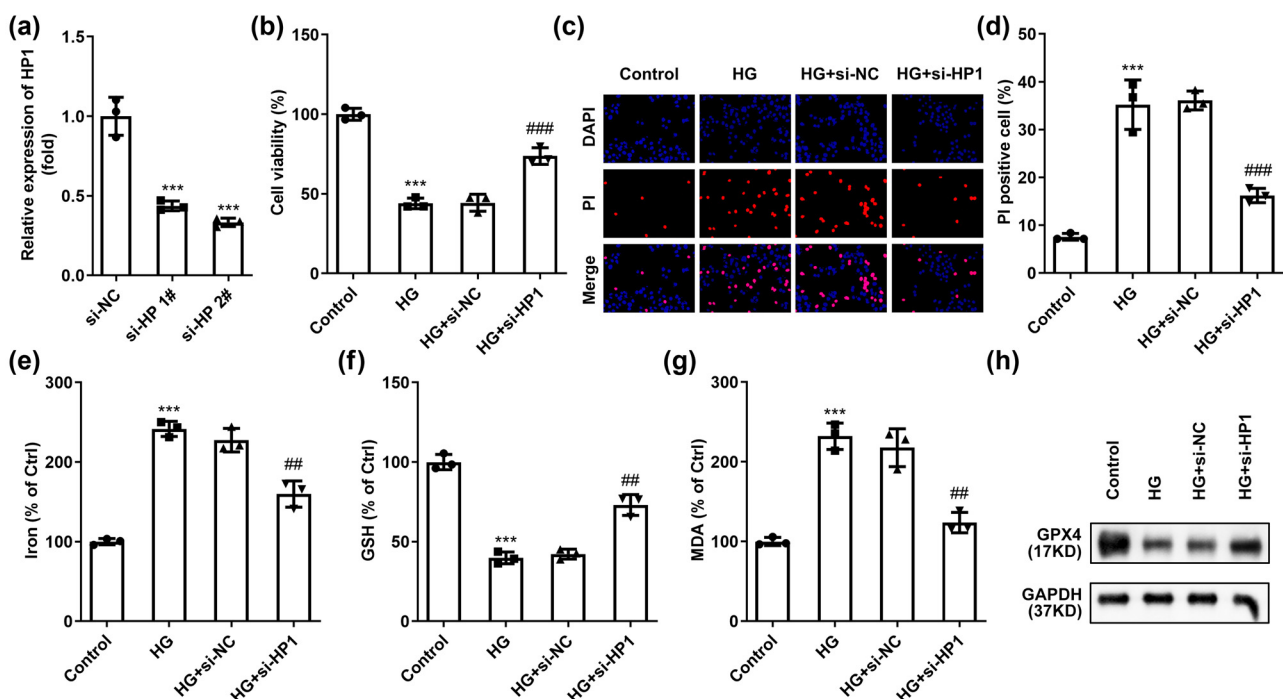 (a)
Relative expression of HP1
(fold)
1.5
1.0
0.5
0.0
***
***
si-NC
si-HP 1#
si-HP 2#
(b)
Cell viability (%)
150
100
50
0
***
###
Control
HG
HG+si-NC
HG+si-HP1
(c)
Control
HG
HG+si-NC
HG+si-HP1
DAPI
PI
Merge
(d)
PI positive cell (%)
50
40
30
20
10
0
***
###
Control
HG
HG+si-NC
HG+si-HP1
(e)
Iron (% of Ctrl)
300
200
100
0
***
##
Control
HG
HG+si-NC
HG+si-HP1
(f)
GSH (% of Ctrl)
150
100
50
0
***
##
Control
HG
HG+si-NC
HG+si-HP1
(g)
MDA (% of Ctrl)
300
200
100
0
***
##
Control
HG
HG+si-NC
HG+si-HP1
(h)
Control
HG
HG+si-NC
HG+si-HP1
GPX4
(17KD)
GAPDH
(37KD)